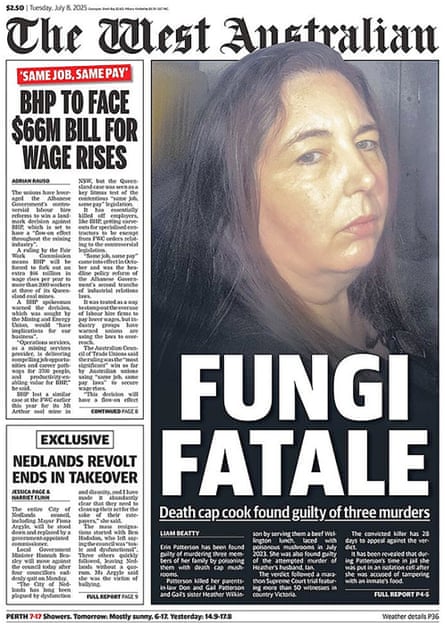 $2.50 | Tuesday, July 8, 2025
The West Australian
'SAME JOB, SAME PAY'
BHP TO FACE
$66M BILL FOR
WAGE RISES
ADRIAN RAUSO
The unions have lever-
aged the Albanese
Government's contro-
versial labour hire
reforms to win a land-
mark decision against
BHP, which is set to
have a "flow-on effect
throughout the mining
industry".
A ruling by the Fair
Work Commission
means BHP will be
forced to fork out an
extra $66 million in
wage rises per year to
more than 2000 workers
at three of its Queens-
land coal mines.
A BHP spokesman
warned the decision,
which was sought by
the Mining and Energy
Union, would "have
implications for our
business".
"Operations services,
as a mining services
provider, is delivering
compelling job opportu-
nities and career path-
ways for 2700 people,
and productivity-en-
abling value for BHP,"
he said.
BHP lost a similar
case at the FWC earlier
this year for its Mt
Arthur coal mine in
NSW, but the Queens-
land case was seen as a
key litmus test of the
contentious "same job,
same pay" legislation.
It has essentially
killed off employers,
like BHP, getting carve-
outs for specialised con-
tractors to be exempt
from FWC orders relat-
ing to the controversial
legislation.
"Same job, same pay"
came into effect in Octo-
ber and was the head-
line policy reform of
the Albanese Govern-
ment's second tranche
of industrial relations
laws.
It was touted as a way
to stamp out the overuse
of labour hire firms to
pay lower wages, but in-
dustry groups have
warned unions are
using the laws to over-
reach.
The Australian Coun-
cil of Trade Unions said
the ruling was the "most
significant" win us far
by Australian unions
using "same job, same
pay laws" to secure
wage rises.
"This decision will
have a flow-on effect
CONTINUED PAGE 8
EXCLUSIVE
NEDLANDS REVOLT
ENDS IN TAKEOVER
JESSICA PAGE &
HARRIET FLINN
The entire City of
Nedlands council,
including Mayor Fiona
Argyle, will be stood
down and replaced by a
government-appointed
commissioner.
Local Government
Minister Hannah Bea-
zley will move against
the council today after
four councillors sud-
denly quit on Monday.
"The City of Ned-
lands has long been
plagued by dysfunction
and disunity, and I have
made it abundantly
clear that they need to
clean up their act for the
sake of their rate-
payers," she said.
The mass resigna-
tions started with Ben
Hodsdon, who left say-
ing the council was "tox-
ic and dysfunctional".
Three others quickly
followed, leaving Ned-
lands without a quo-
rum. Ms Argyle said
she was the victim of
bullying.
FULL REPORT PAGE 9
FUNGI
FATALE
Death cap cook found guilty of three murders
LIAM BEATTY
Erin Patterson has been found
guilty of murdering three mem-
bers of her family by poisoning
them with death cap mush-
rooms.
Patterson killed her parents-
in-law Don and Gail Patterson
and Gail's sister Heather Wilkin-
son by serving them a beef Wel-
lington lunch, laced with
poisonous mushrooms in July
2023. She was also found guilty
of the attempted murder of
Heather's husband, Ian.
The verdict followed a mara-
thon Supreme Court trial featur-
ing more than 50 witnesses in
country Victoria.
The convicted killer has 28
days to appeal against the ver-
dict.
It has been revealed that dur-
ing Patterson's time in jail she
was put in an isolation cell after
she was accused of tampering
with an inmate's food.
FULL REPORT P4-5
PERTH 7-17 Showers. Tomorrow: Mostly sunny, 6-17. Yesterday: 14.9-17.8
Weather details P36